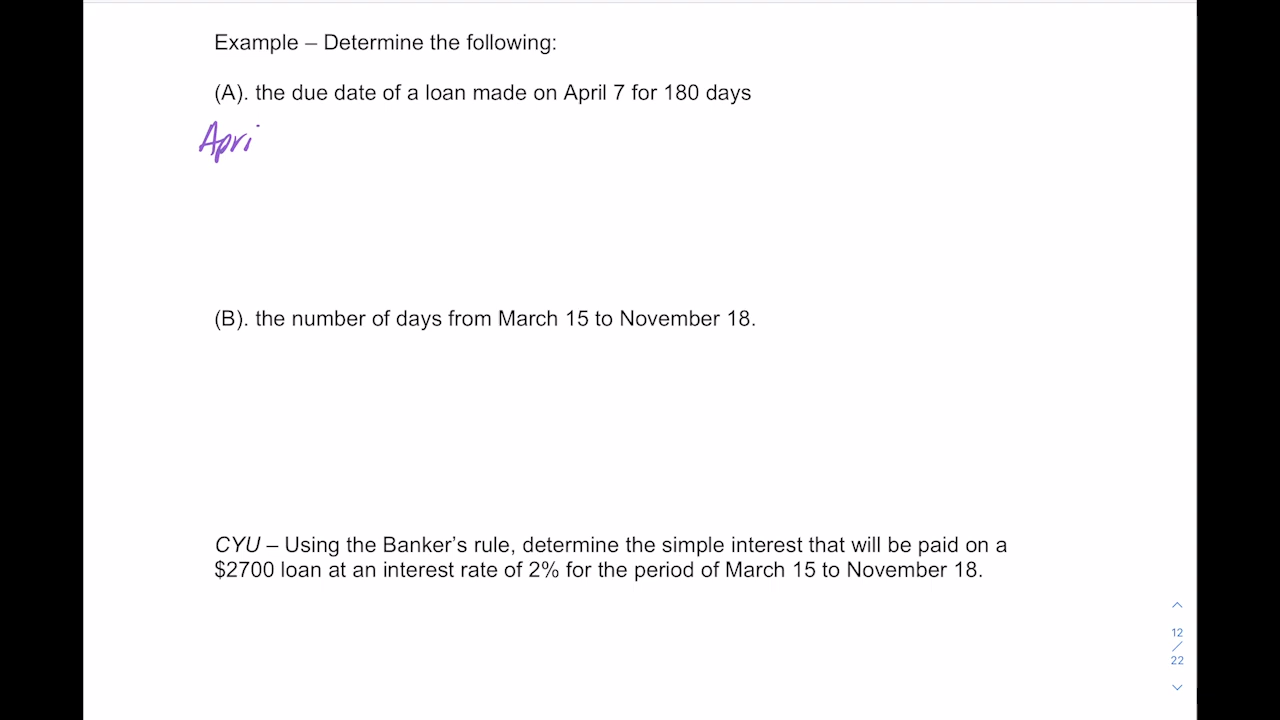 Example – Determine the following:
(A). the due date of a loan made on April 7 for 180 days
Apri
(B). the number of days from March 15 to November 18.
CYU – Using the Banker’s rule, determine the simple interest that will be paid on a
$2700 loan at an interest rate of 2% for the period of March 15 to November 18.
12
/
22